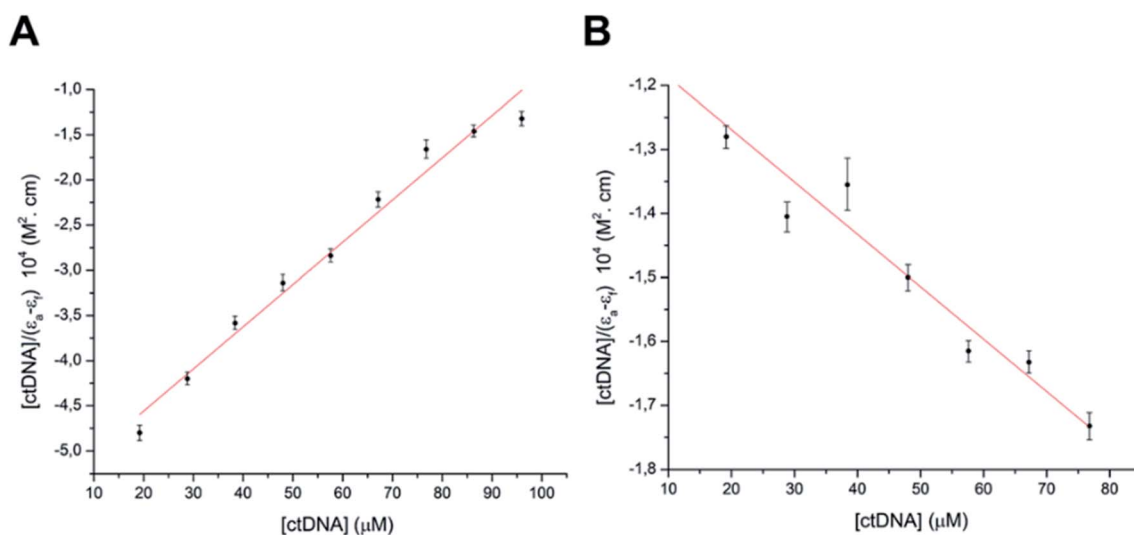 A
-1,0
-1,5
-2,0
-2,5
-3,0
-3,5
-4,0
-4,5
-5,0
[ctDNA]/(εa-εf) 10⁴ (M². cm)
10 20 30 40 50 60 70 80 90 100
[ctDNA] (μM)
B
-1,2
-1,3
-1,4
-1,5
-1,6
-1,7
-1,8
[ctDNA]/(εa-εf) 10⁴ (M². cm)
10 20 30 40 50 60 70 80
[ctDNA] (μM)